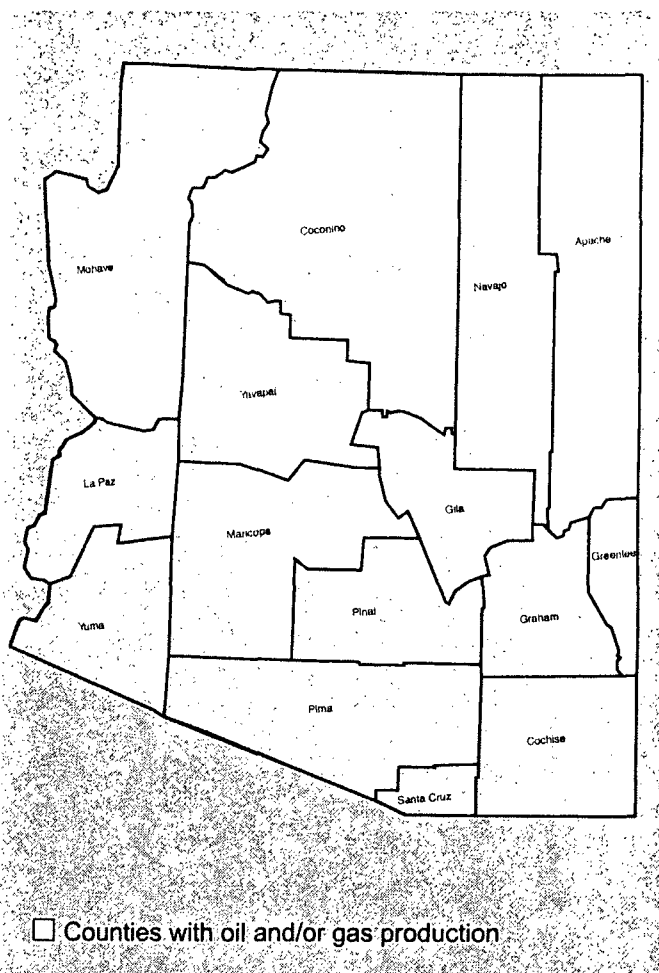 Coconino
Apache
Mohave
Navajo
Yavapai
La Paz
Gila
Maricopa
Greenlee
Pinal
Graham
Yuma
Pima
Cochise
Santa Cruz
Counties with oil and/or gas production